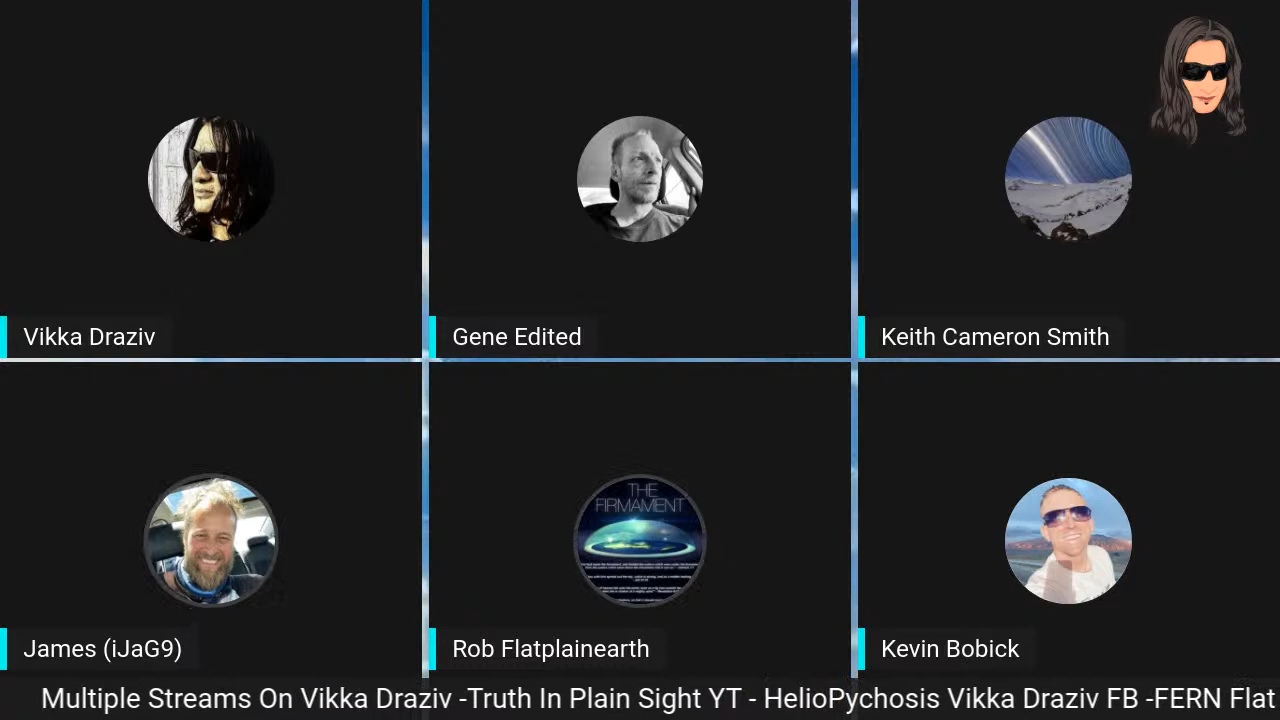 Vikka Draziv
Gene Edited
Keith Cameron Smith
THE
FIRMAMENT
James (iJaG9)
Rob Flatplainearth
Kevin Bobick
Multiple Streams On Vikka Draziv -Truth In Plain Sight YT - HelioPychosis Vikka Draziv FB -FERN Flat